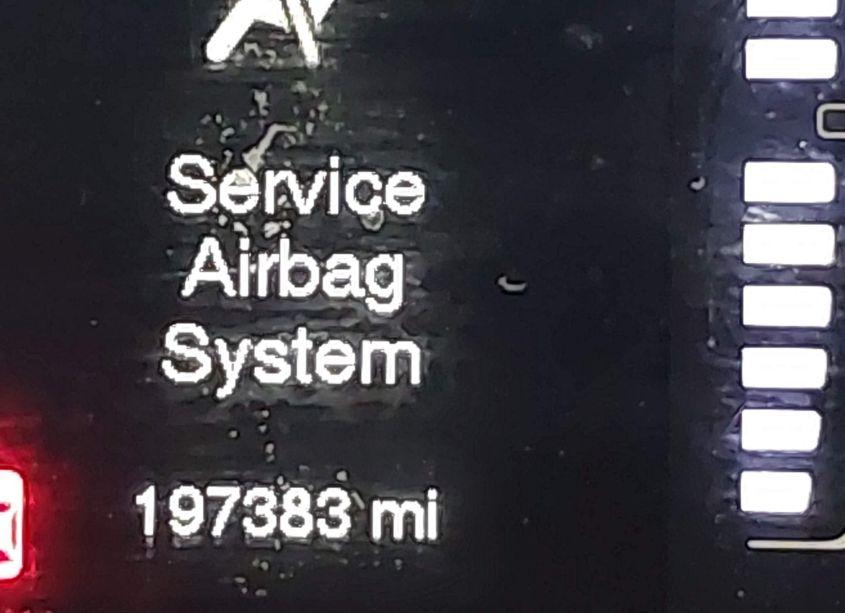 Service
Airbag
System
197383 mi